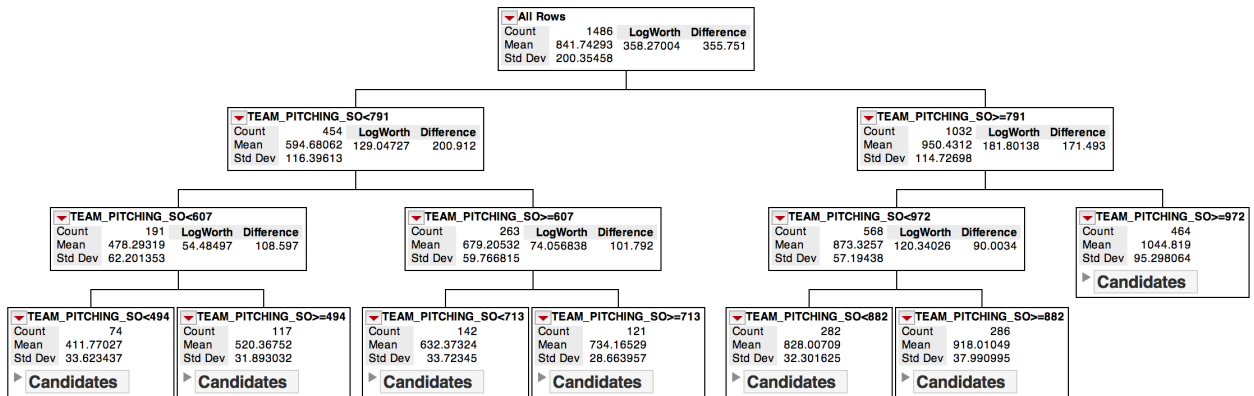 All Rows
Count 1486 LogWorth Difference
Mean 841.74293 358.27004 355.751
Std Dev 200.35458
TEAM_PITCHING_SO<791
Count 454 LogWorth Difference
Mean 594.68062 129.04727 200.912
Std Dev 116.39613
TEAM_PITCHING_SO>=791
Count 1032 LogWorth Difference
Mean 950.4312 181.80138 171.493
Std Dev 114.72698
TEAM_PITCHING_SO<607
Count 191 LogWorth Difference
Mean 478.29319 54.48497 108.597
Std Dev 62.201353
TEAM_PITCHING_SO>=607
Count 263 LogWorth Difference
Mean 679.20532 74.056838 101.792
Std Dev 59.766815
TEAM_PITCHING_SO<972
Count 568 LogWorth Difference
Mean 873.3257 120.34026 90.0034
Std Dev 57.19438
TEAM_PITCHING_SO>=972
Count 464
Mean 1044.819
Std Dev 95.298064
Candidates
TEAM_PITCHING_SO<494
Count 74
Mean 411.77027
Std Dev 33.623437
Candidates
TEAM_PITCHING_SO>=494
Count 117
Mean 520.36752
Std Dev 31.893032
Candidates
TEAM_PITCHING_SO<713
Count 142
Mean 632.37324
Std Dev 33.72345
Candidates
TEAM_PITCHING_SO>=713
Count 121
Mean 734.16529
Std Dev 28.663957
Candidates
TEAM_PITCHING_SO<882
Count 282
Mean 828.00709
Std Dev 32.301625
Candidates
TEAM_PITCHING_SO>=882
Count 286
Mean 918.01049
Std Dev 37.990995
Candidates